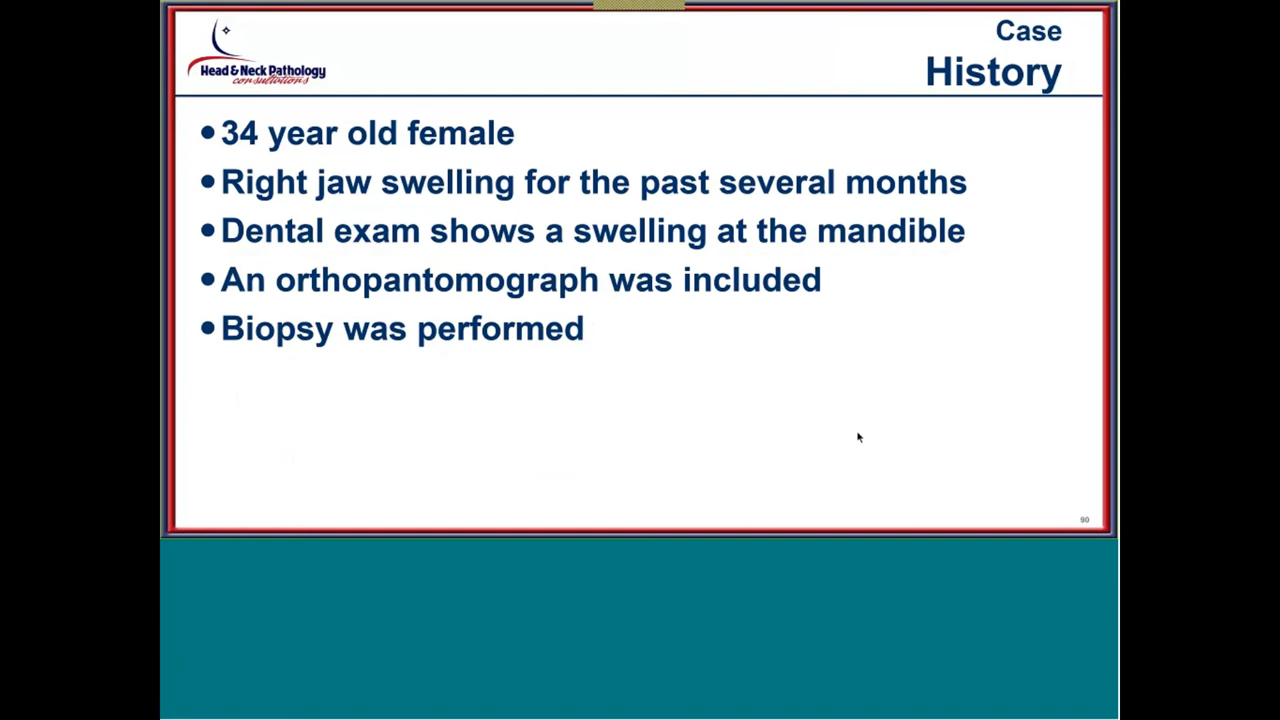 Case
History
Head & Neck Pathology
consultations
• 34 year old female
• Right jaw swelling for the past several months
• Dental exam shows a swelling at the mandible
• An orthopantomograph was included
• Biopsy was performed
90